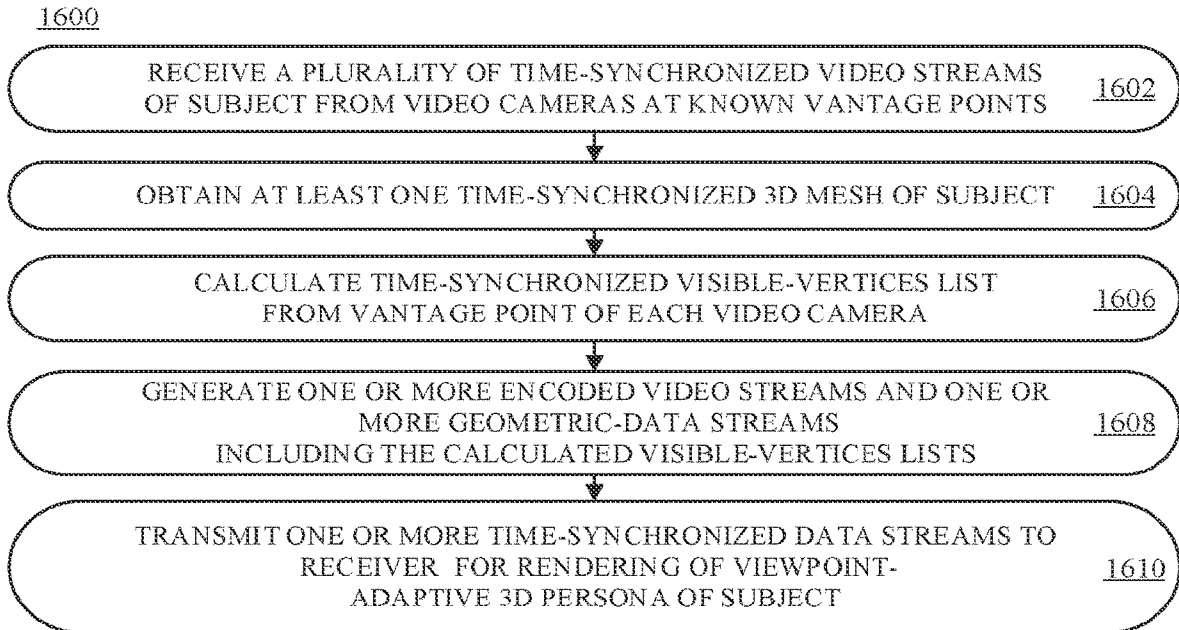 1600
RECEIVE A PLURALITY OF TIME-SYNCHRONIZED VIDEO STREAMS
OF SUBJECT FROM VIDEO CAMERAS AT KNOWN VANTAGE POINTS
1602
OBTAIN AT LEAST ONE TIME-SYNCHRONIZED 3D MESH OF SUBJECT
1604
CALCULATE TIME-SYNCHRONIZED VISIBLE-VERTICES LIST
FROM VANTAGE POINT OF EACH VIDEO CAMERA
1606
GENERATE ONE OR MORE ENCODED VIDEO STREAMS AND ONE OR
MORE GEOMETRIC-DATA STREAMS
INCLUDING THE CALCULATED VISIBLE-VERTICES LISTS
1608
TRANSMIT ONE OR MORE TIME-SYNCHRONIZED DATA STREAMS TO
RECEIVER FOR RENDERING OF VIEWPOINT-
ADAPTIVE 3D PERSONA OF SUBJECT
1610